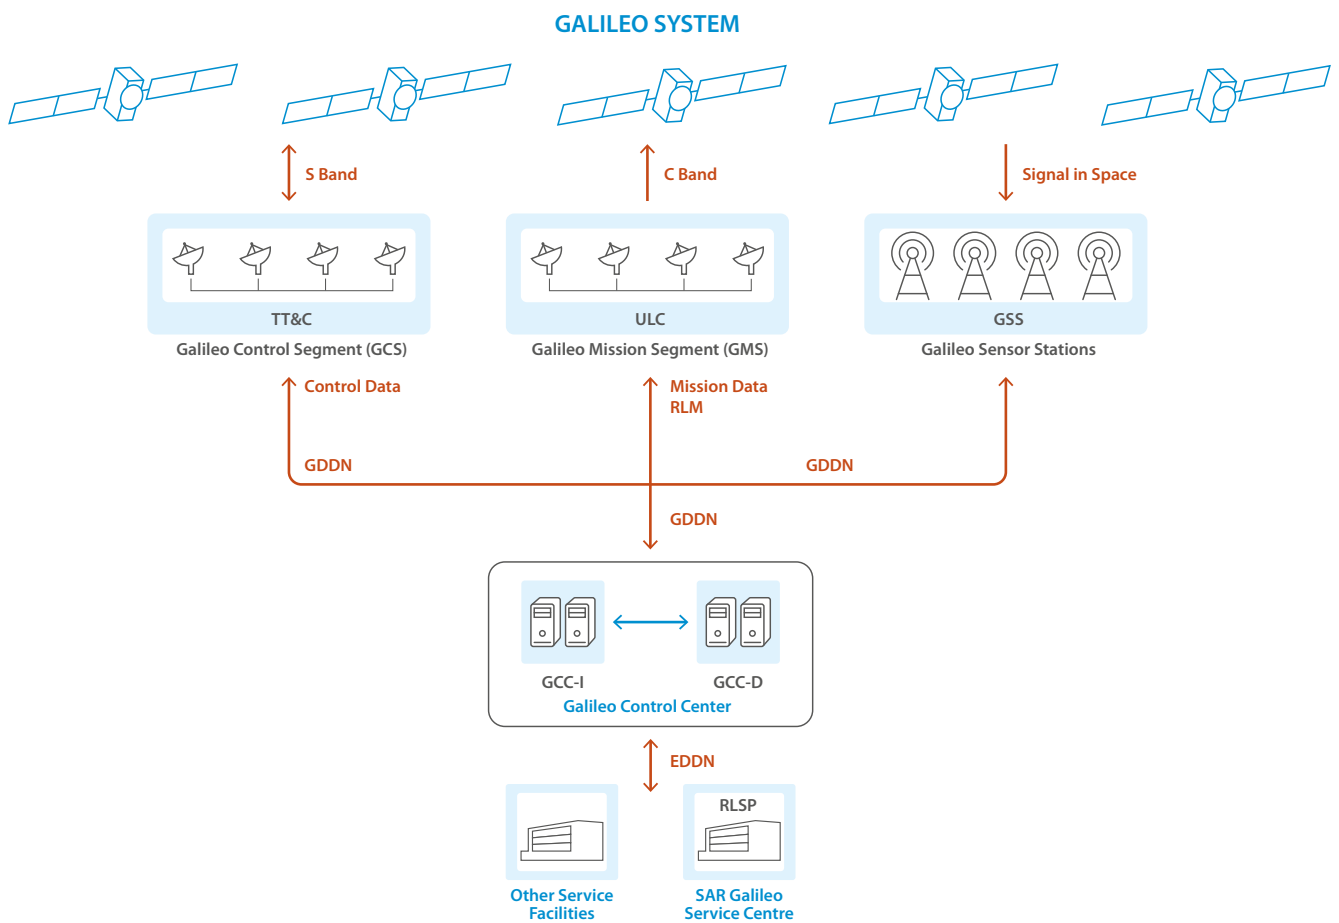 GALILEO SYSTEM
S Band
C Band
Signal in Space
TT&C
ULC
GSS
Galileo Control Segment (GCS)
Galileo Mission Segment (GMS)
Galileo Sensor Stations
Control Data
Mission Data
RLM
GDDN
GDDN
GDDN
GCC-I
GCC-D
Galileo Control Center
EDDN
RLSP
Other Service
Facilities
SAR Galileo
Service Centre